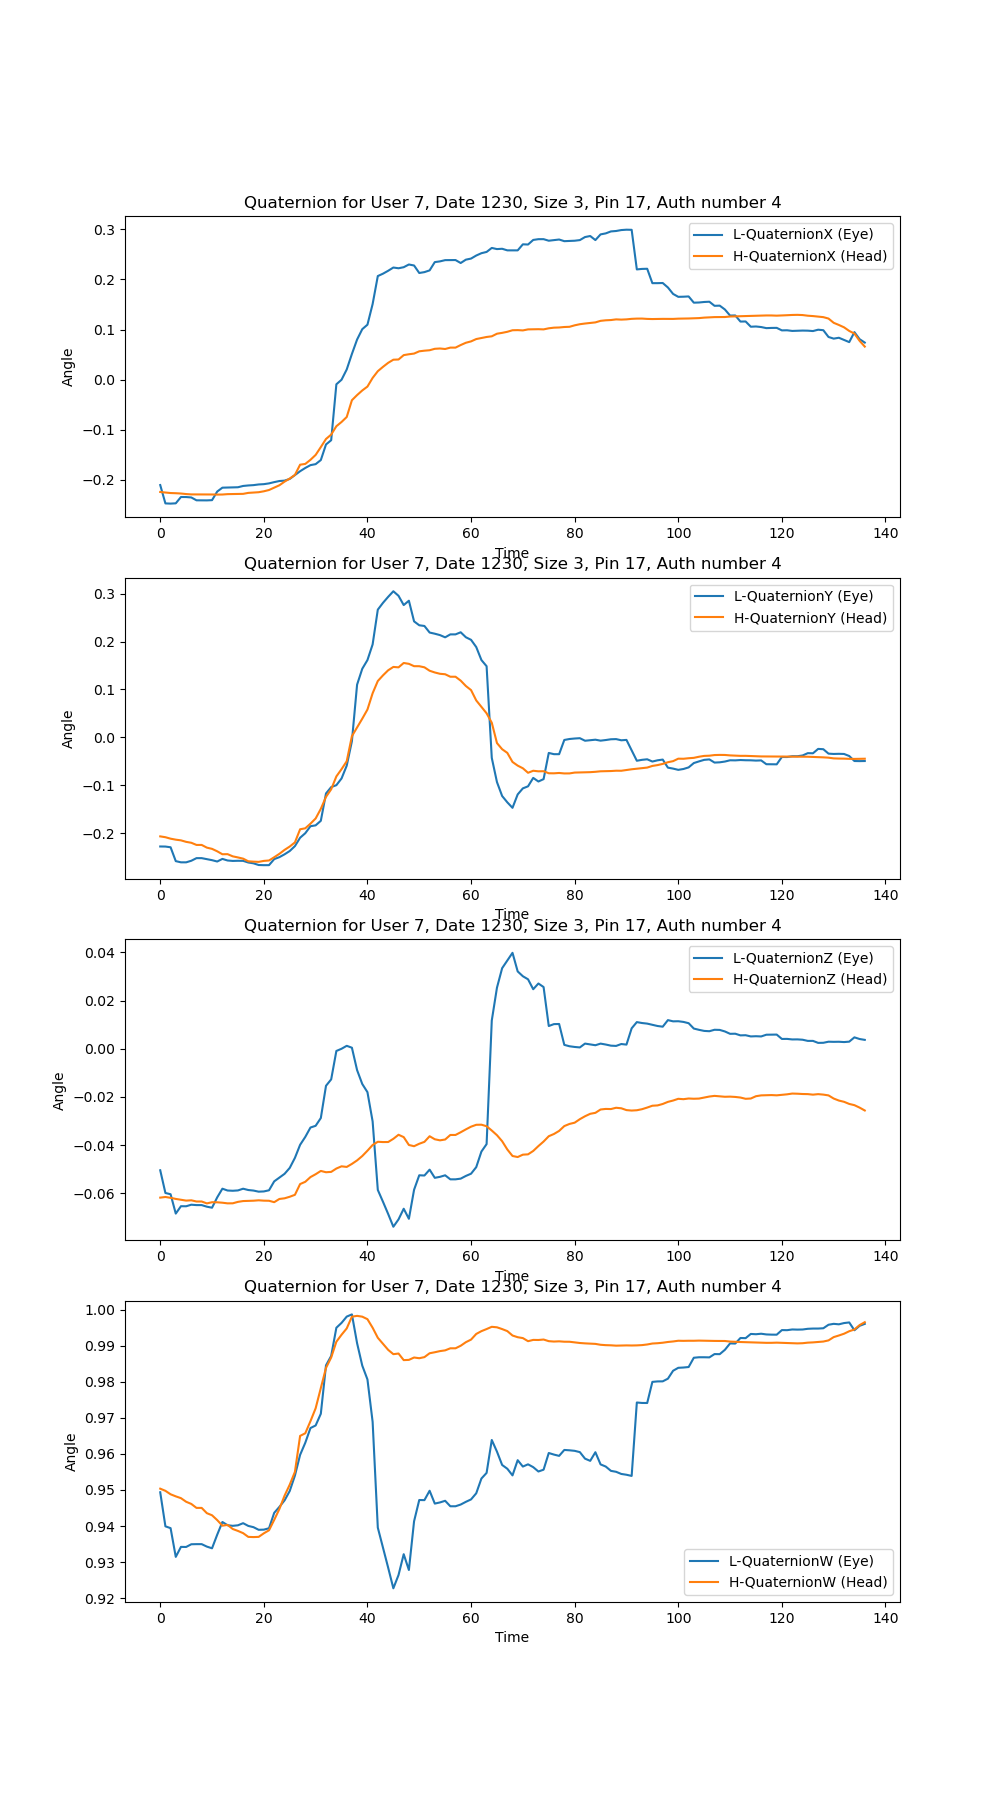 Quaternion for User 7, Date 1230, Size 3, Pin 17, Auth number 4
L-QuaternionX (Eye)
H-QuaternionX (Head)
0.3
0.2
0.1
0.0
−0.1
−0.2
Angle
0 20 40 60 80 100 120 140
Time
Quaternion for User 7, Date 1230, Size 3, Pin 17, Auth number 4
L-QuaternionY (Eye)
H-QuaternionY (Head)
0.3
0.2
0.1
0.0
−0.1
−0.2
Angle
0 20 40 60 80 100 120 140
Time
Quaternion for User 7, Date 1230, Size 3, Pin 17, Auth number 4
L-QuaternionZ (Eye)
H-QuaternionZ (Head)
0.04
0.02
0.00
−0.02
−0.04
−0.06
Angle
0 20 40 60 80 100 120 140
Time
Quaternion for User 7, Date 1230, Size 3, Pin 17, Auth number 4
1.00
0.99
0.98
0.97
0.96
0.95
0.94
0.93
0.92
Angle
L-QuaternionW (Eye)
H-QuaternionW (Head)
0 20 40 60 80 100 120 140
Time